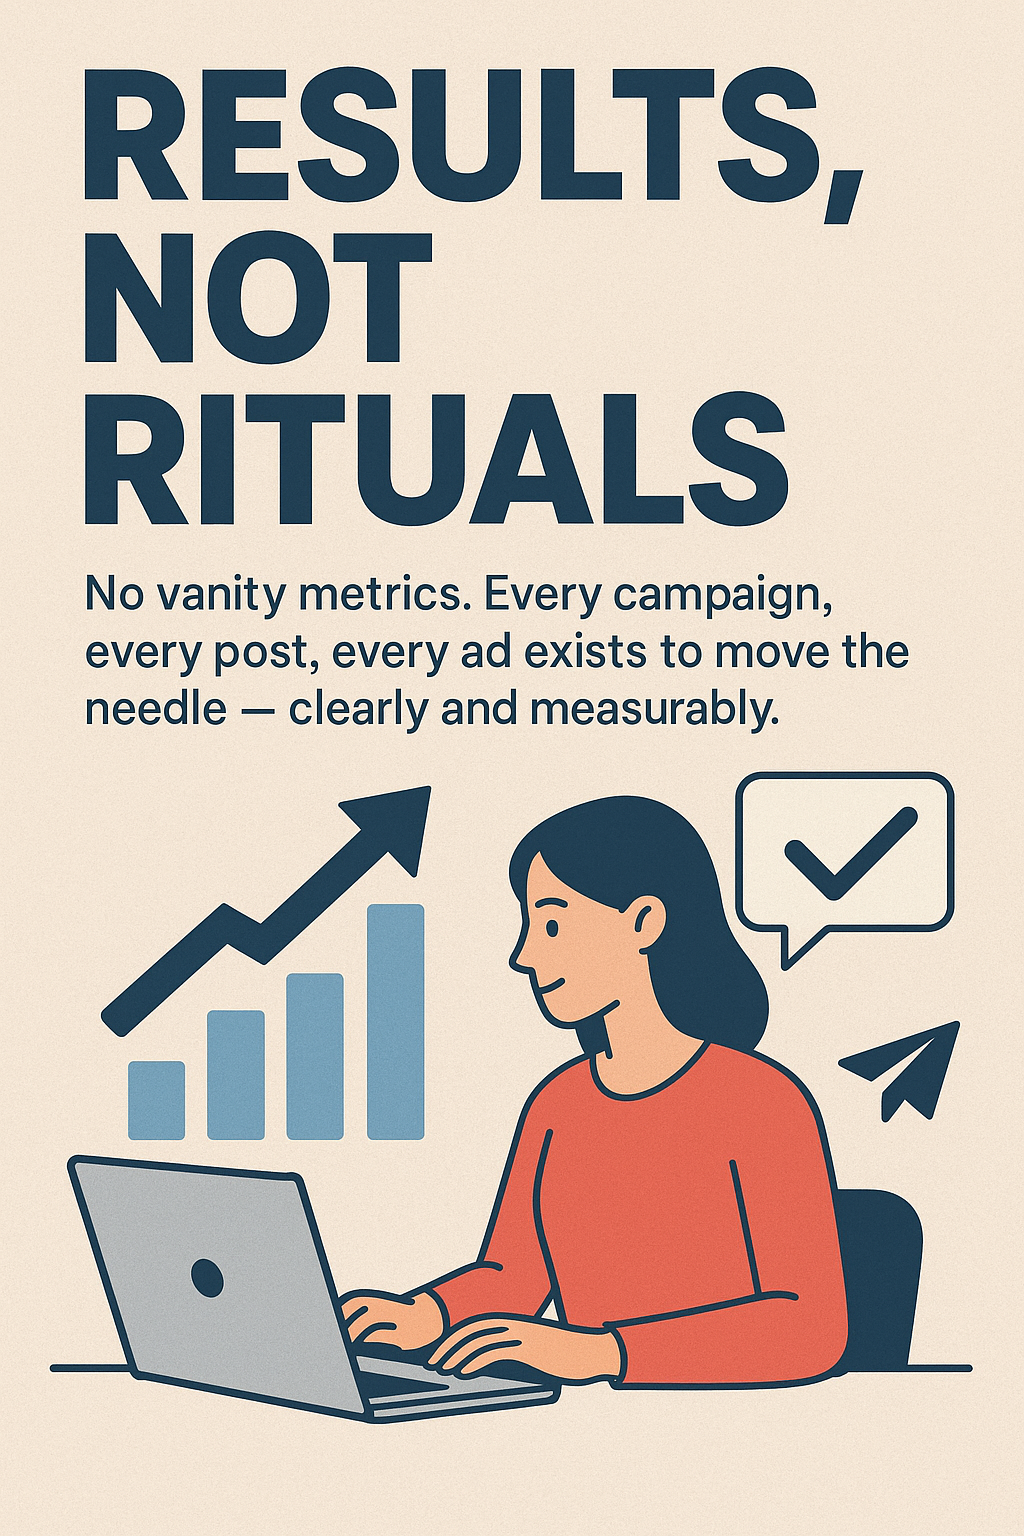 RESULTS,
NOT
RITUALS
No vanity metrics. Every campaign,
every post, every ad exists to move the
needle — clearly and measurably.